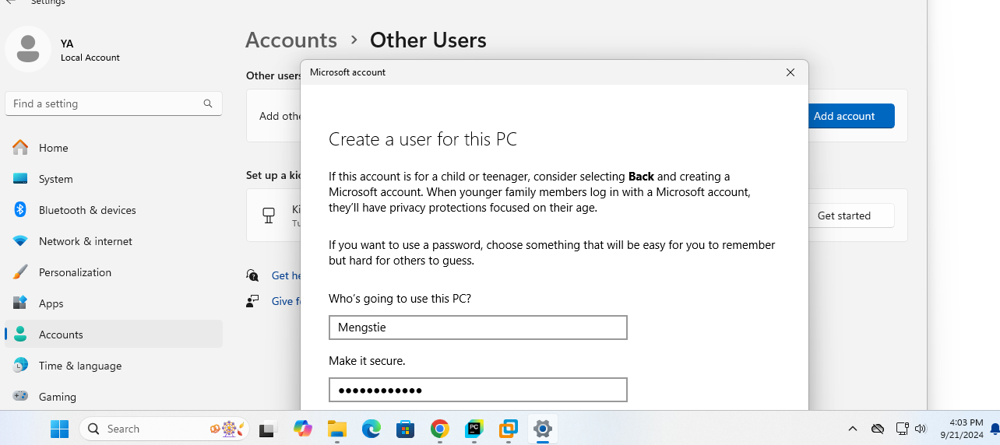 Settings
YA
Local Account
Accounts › Other Users
Microsoft account
Other users
Find a setting
Add othe
Add account
Create a user for this PC
Home
If this account is for a child or teenager, consider selecting Back and creating a
Microsoft account. When younger family members log in with a Microsoft account,
they'll have privacy protections focused on their age.
Set up a kio
System
Bluetooth & devices
Ki
Tu
Get started
Network & internet
If you want to use a password, choose something that will be easy for you to remember
but hard for others to guess.
Personalization
Get he
Who's going to use this PC?
Give fe
Apps
Mengstie
Accounts
Make it secure.
Time & language
Gaming
Search
PC
4:03 PM
9/21/2024